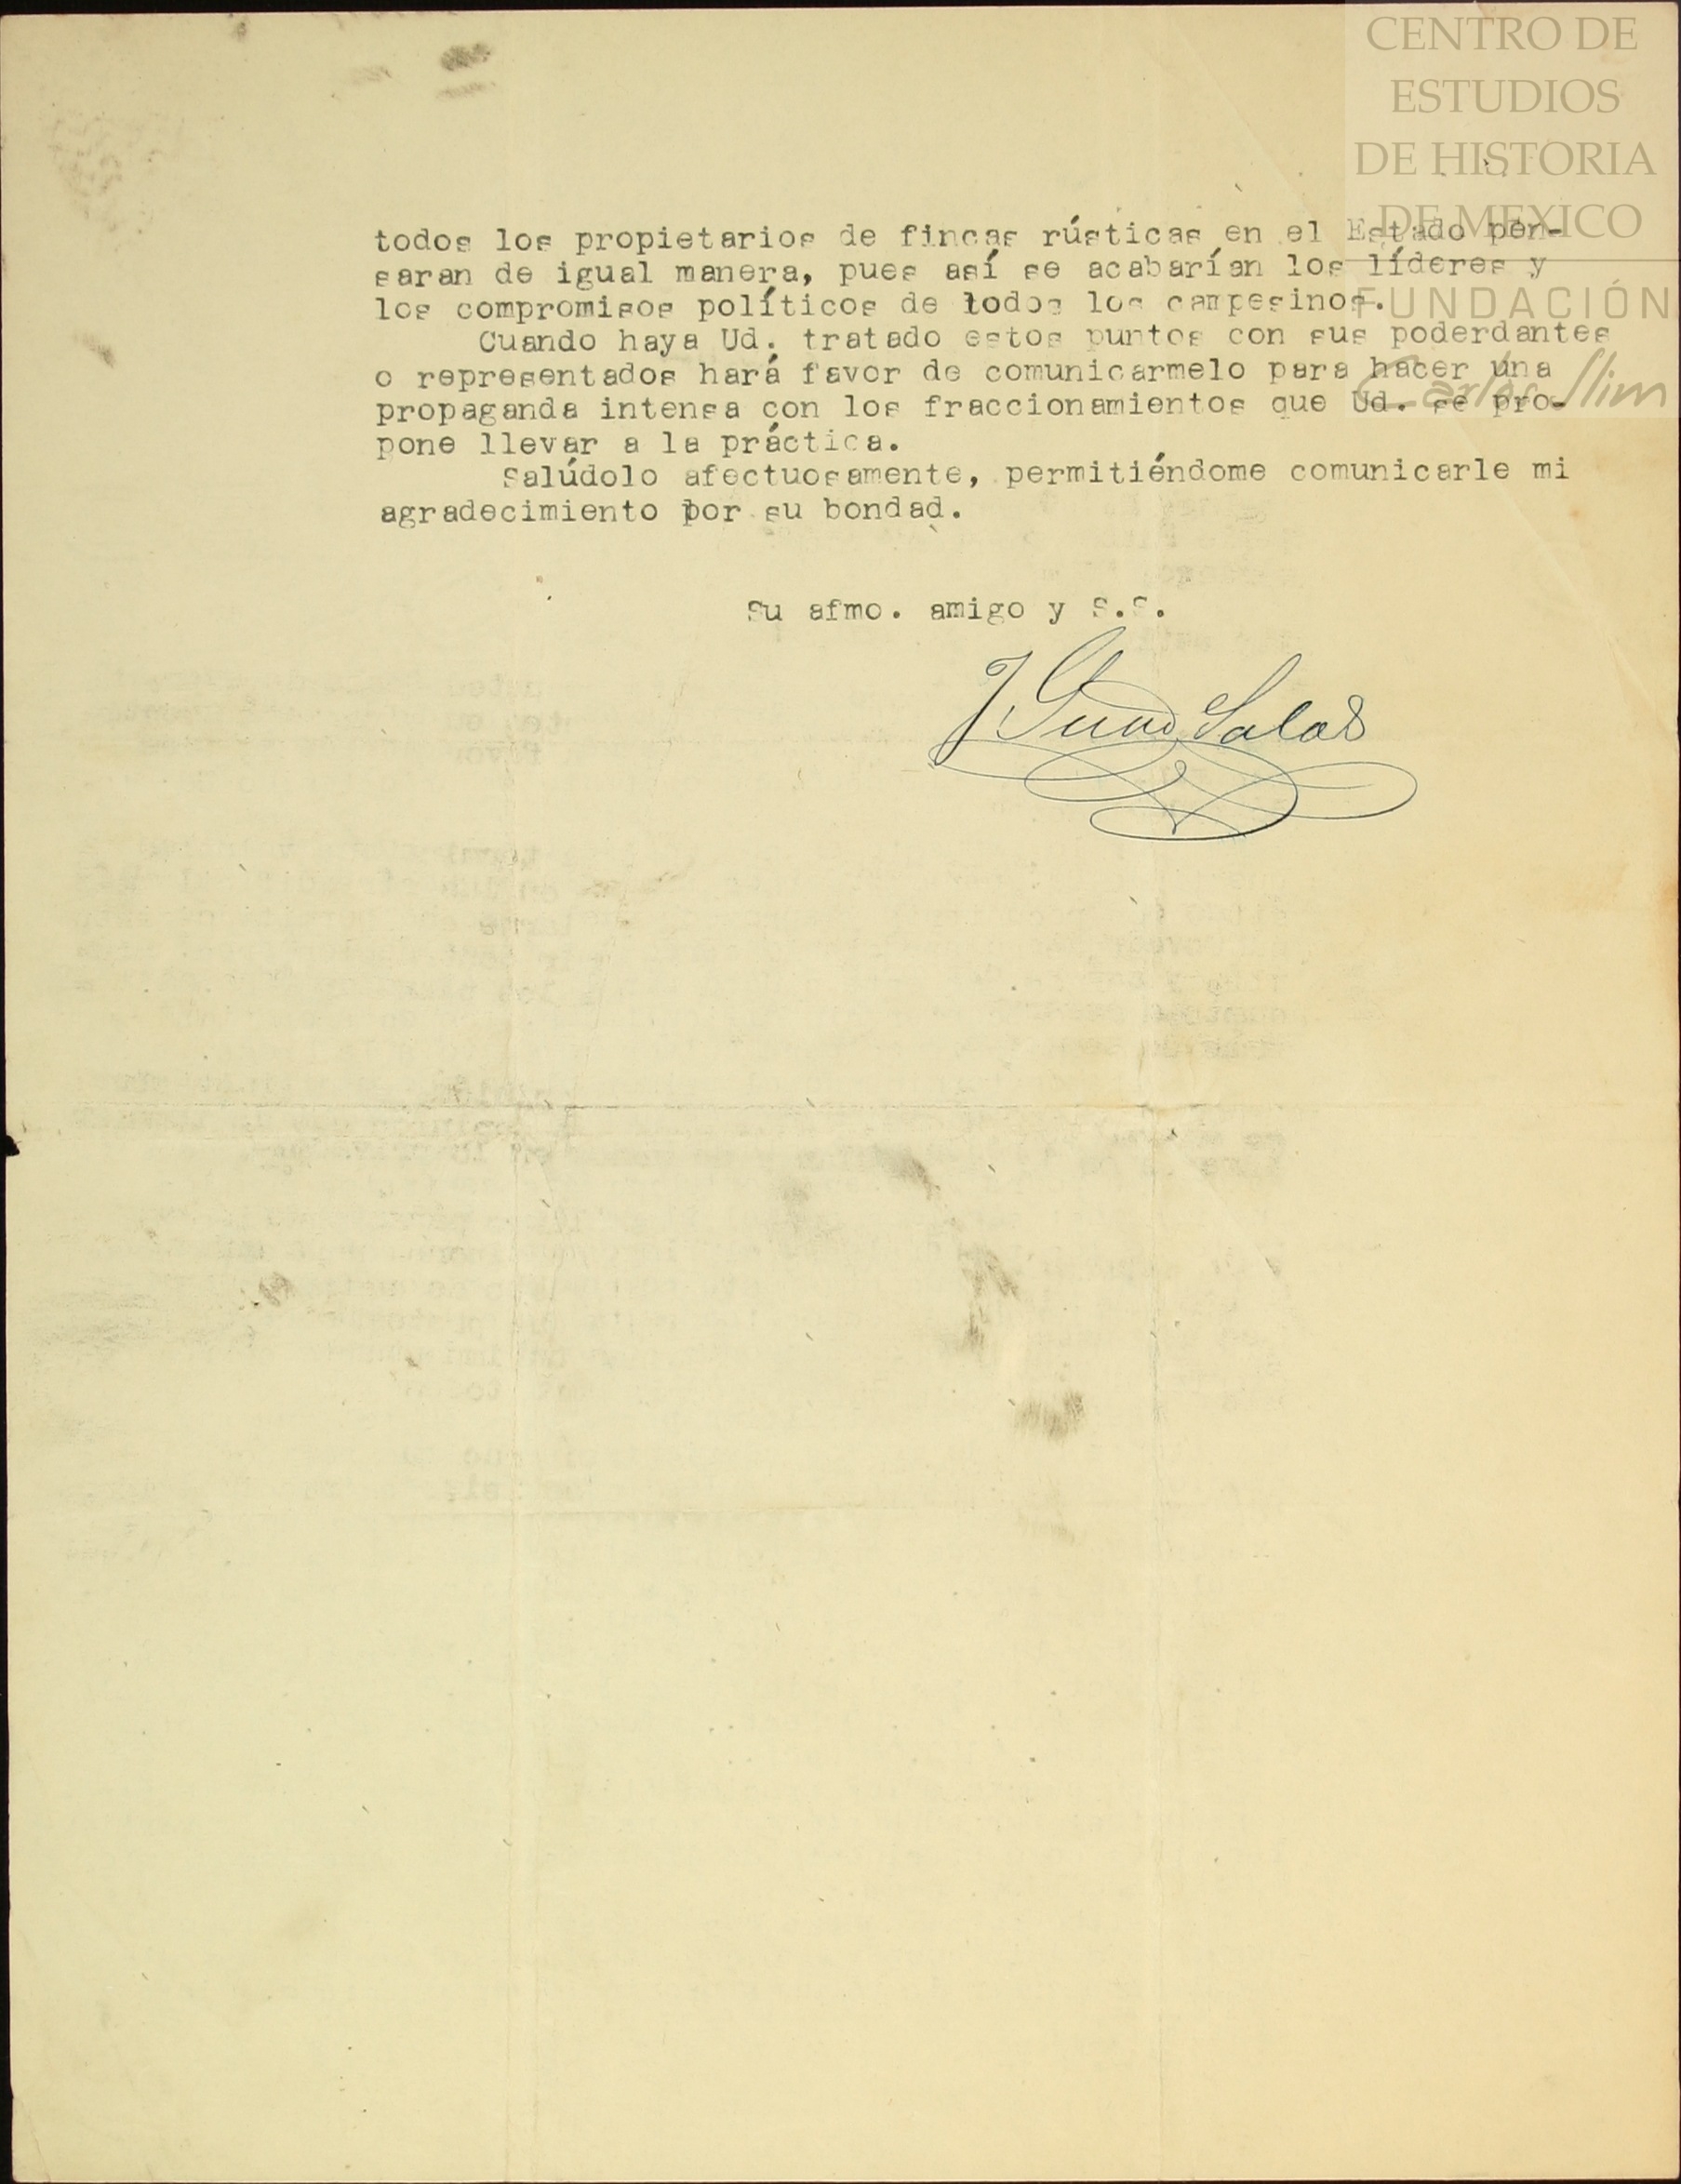 CENTRO DE
ESTUDIOS
DE HISTORIA
DE MEXICO
FUNDACIÓN
Carlos Slim
todos los propietarios de fincas rústicas en el Estado pen-
saran de igual manera, pues así se acabarían los líderes y
los compromisos políticos de todos los campesinos.
Cuando haya Ud. tratado estos puntos con sus poderdantes
o representados hará favor de comunicarmelo para hacer una
propaganda intensa con los fraccionamientos que Ud. se pro-
pone llevar a la práctica.
Salúdolo afectuosamente, permitiéndome comunicarle mi
agradecimiento por su bondad.
Su afmo. amigo y S.S.
Salas